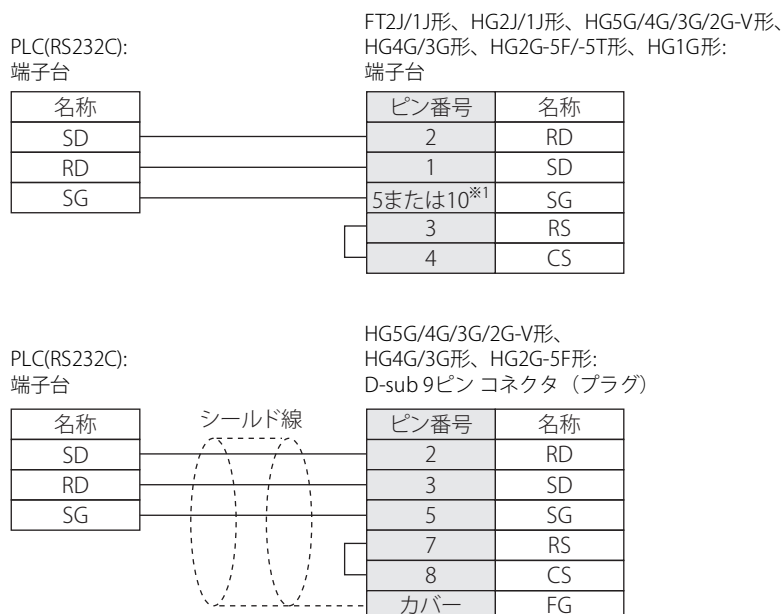 FT2J/1J形、HG2J/1J形、HG5G/4G/3G/2G-V形、
PLC(RS232C):
HG4G/3G形、HG2G-5F/-5T形、HG1G形:
端子台
端子台
名称
ピン番号
名称
SD
2
RD
RD
1
SD
SG
5または10※1
SG
3
RS
4
CS
HG5G/4G/3G/2G-V形、
PLC(RS232C):
HG4G/3G形、HG2G-5F形:
端子台
D-sub 9ピン コネクタ（プラグ）
名称
シールド線
ピン番号
名称
SD
2
RD
RD
3
SD
SG
5
SG
7
RS
8
CS
カバー
FG